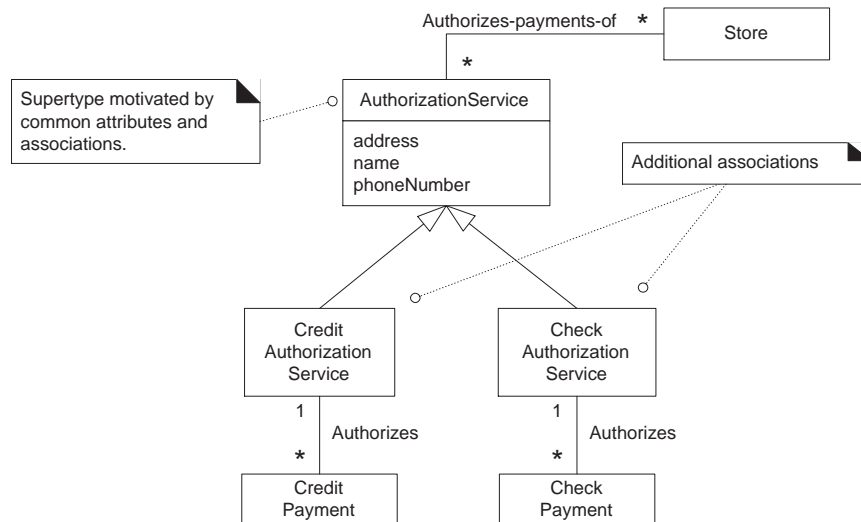 Authorizes-payments-of *
Store
*
Supertype motivated by
common attributes and
associations.
AuthorizationService
address
name
phoneNumber
Additional associations
Credit
Authorization
Service
Check
Authorization
Service
1
Authorizes
*
1
Authorizes
*
Credit
Payment
Check
Payment